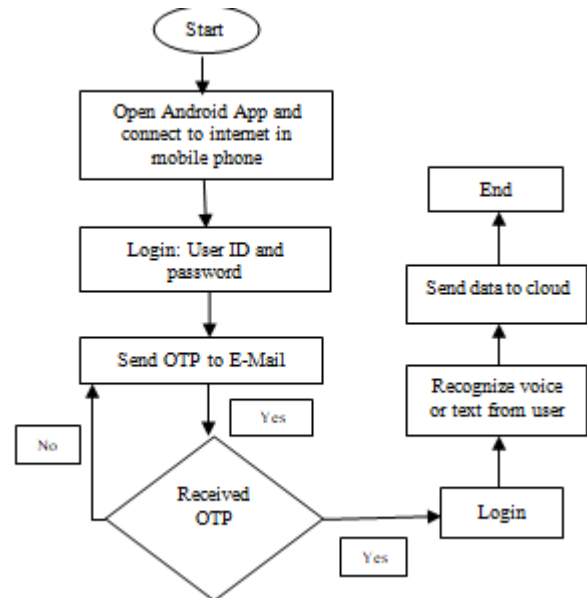 Start
Open Android App and
connect to internet in
mobile phone
Login: User ID and
password
Send OTP to E-Mail
Yes
No
Received
OTP
Yes
Login
Recognize voice
or text from user
Send data to cloud
End